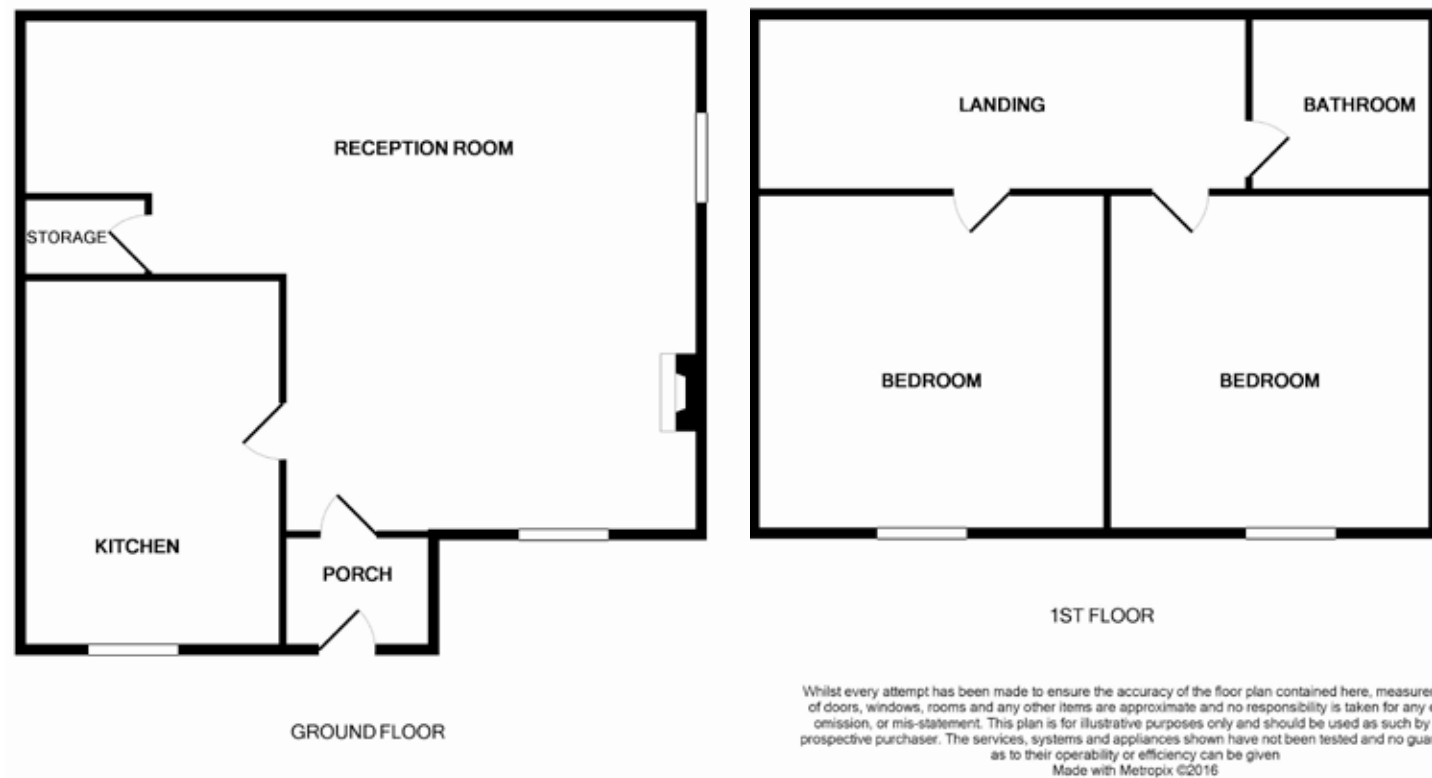 RECEPTION ROOM
STORAGE
KITCHEN
PORCH
GROUND FLOOR
LANDING
BATHROOM
BEDROOM
BEDROOM
1ST FLOOR
Whilst every attempt has been made to ensure the accuracy of the floor plan contained here,
of doors, windows, rooms and any other items are approximate and no responsibility is taken for any
omission, or mis-statement. This plan is for illustrative purposes only and should be used as such by
prospective purchaser. The services, systems and appliances shown have not been tested and no
as to their operability or efficiency can be given
Made with Metropix ©2016